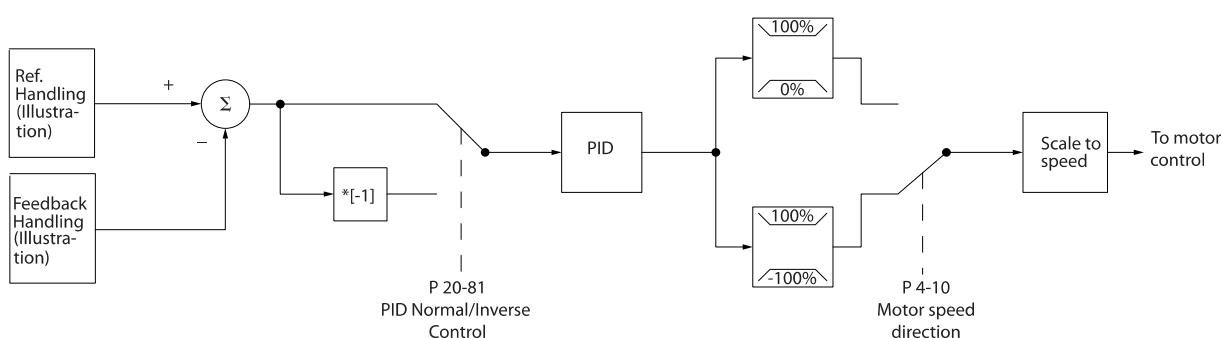 Ref.
Handling
(Illustra-
tion)
+
Σ
−
Feedback
Handling
(Illustra-
tion)
*[-1]
P 20-81
PID Normal/Inverse
Control
PID
100%
0%
100%
-100%
P 4-10
Motor speed
direction
Scale to
speed
To motor
control